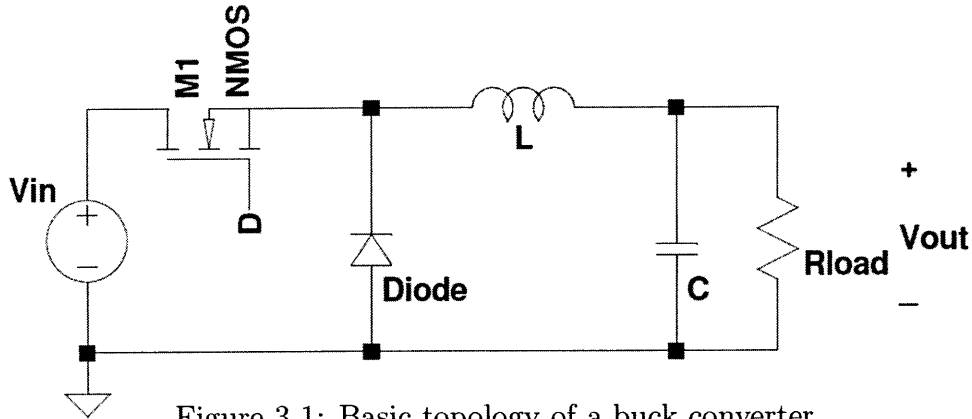 M1
NMOS
Vin
+
−
D
Diode
L
C
Rload
+
Vout
−
Figure 3.1: Basic topology of a buck converter